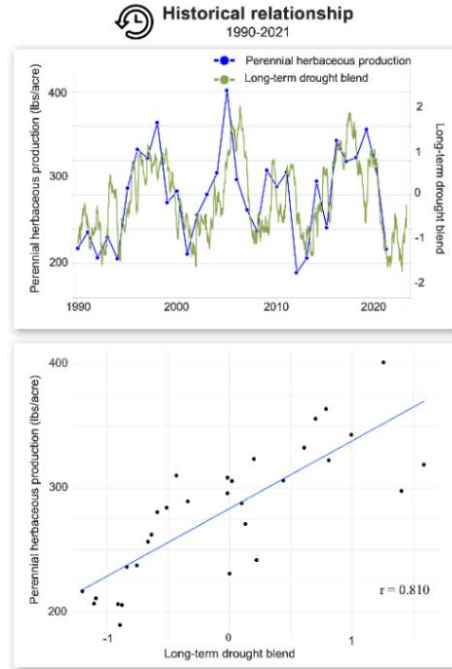 Historical relationship
1990-2021
Perennial herbaceous production
Long-term drought blend
Perennial herbaceous production (lbs/acre)
400
300
200
2
1
0
-1
-2
Long-term drought blend
1990
2000
2010
2020
Perennial herbaceous production (lbs/acre)
400
300
200
r = 0.810
-1
0
1
Long-term drought blend